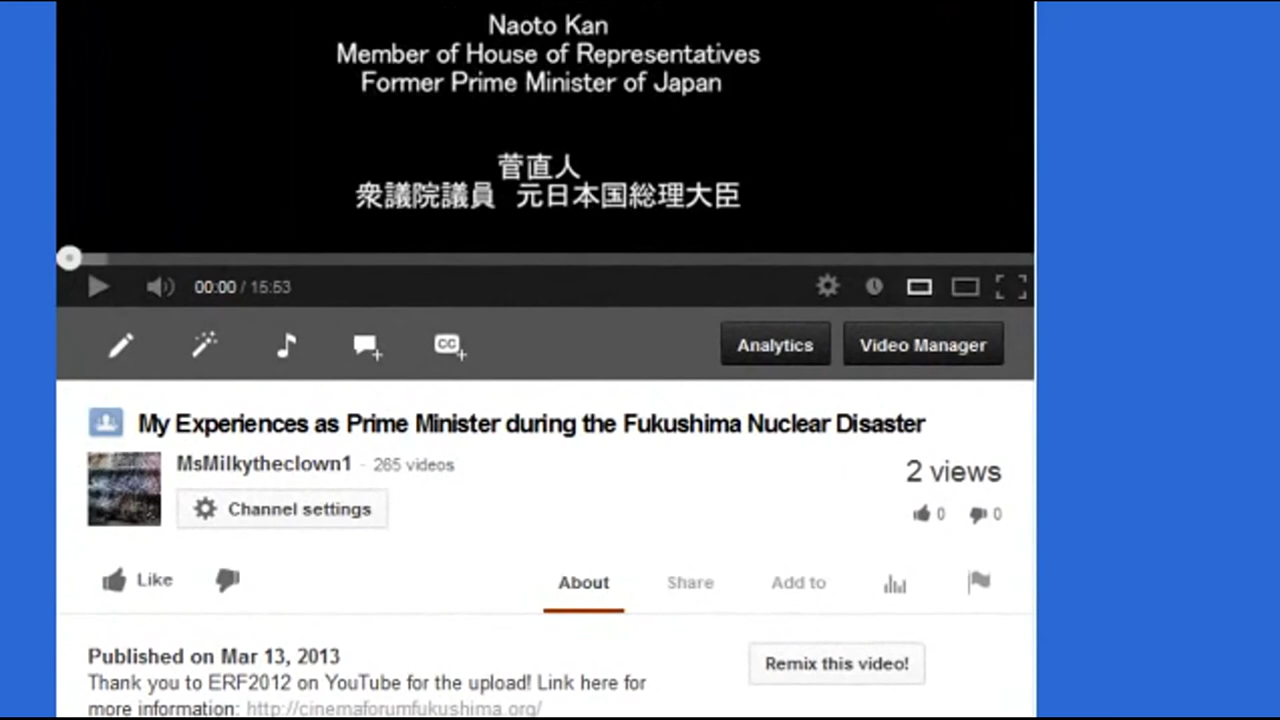 Naoto Kan
Member of House of Representatives
Former Prime Minister of Japan
菅直人
衆議院議員 元日本国総理大臣
00:00 / 15:53
CC
Analytics
Video Manager
My Experiences as Prime Minister during the Fukushima Nuclear Disaster
MsMilkytheclown1 - 265 videos
2 views
Channel settings
0 0
Like
About
Share
Add to
Published on Mar 13, 2013
Remix this video!
Thank you to ERF2012 on YouTube for the upload! Link here for
more information: http://cinemaforumfukushima.org/